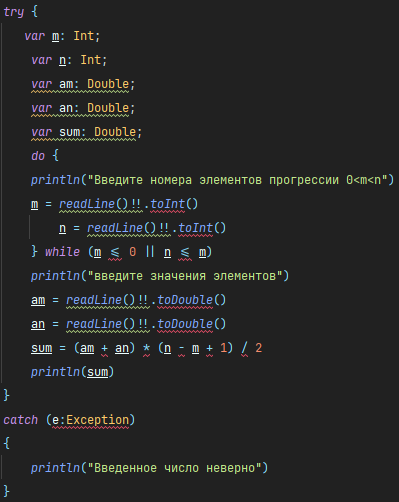 try {
var m: Int;
var n: Int;
var am: Double;
var an: Double;
var sum: Double;
do {
println("Введите номера элементов прогрессии 0<m<n")
m = readLine()!!.toInt()
n = readLine()!!.toInt()
} while (m <= 0 || n <= m)
println("введите значения элементов")
am = readLine()!!.toDouble()
an = readLine()!!.toDouble()
sum = (am + an) * (n - m + 1) / 2
println(sum)
}
catch (e:Exception)
{
println("Введенное число неверно")
}